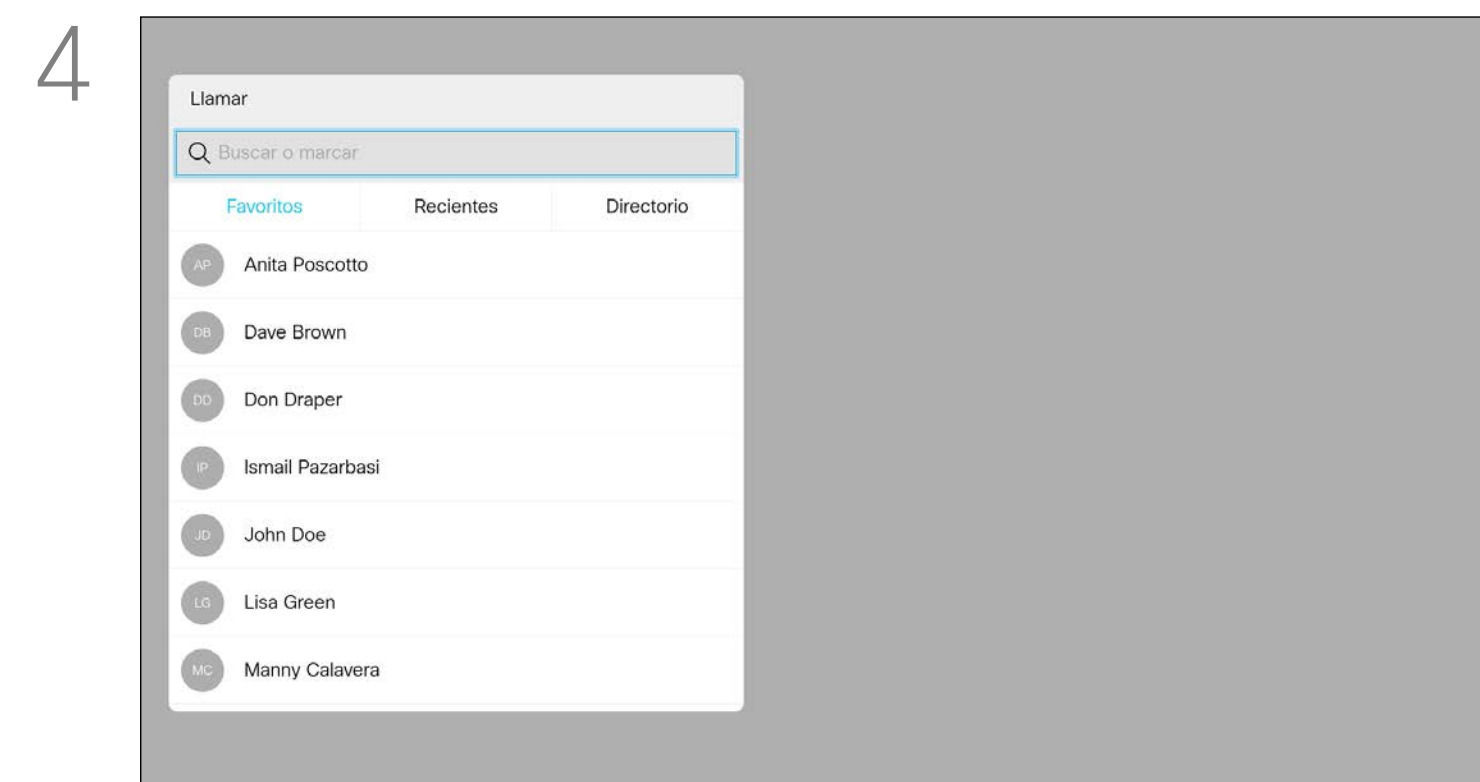 4
Llamar
Buscar o marcar
Favoritos Recientes Directorio
AP Anita Poscotto
DB Dave Brown
DD Don Draper
IP Ismail Pazarbasi
JD John Doe
LG Lisa Green
MC Manny Calavera